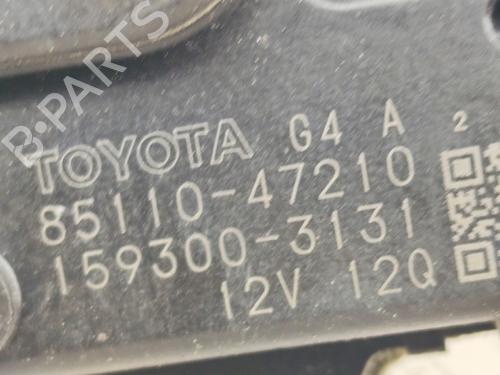 TOYOTA G4 A 2
85110-47210
159300-3131
12V 12Q
B-PARTS